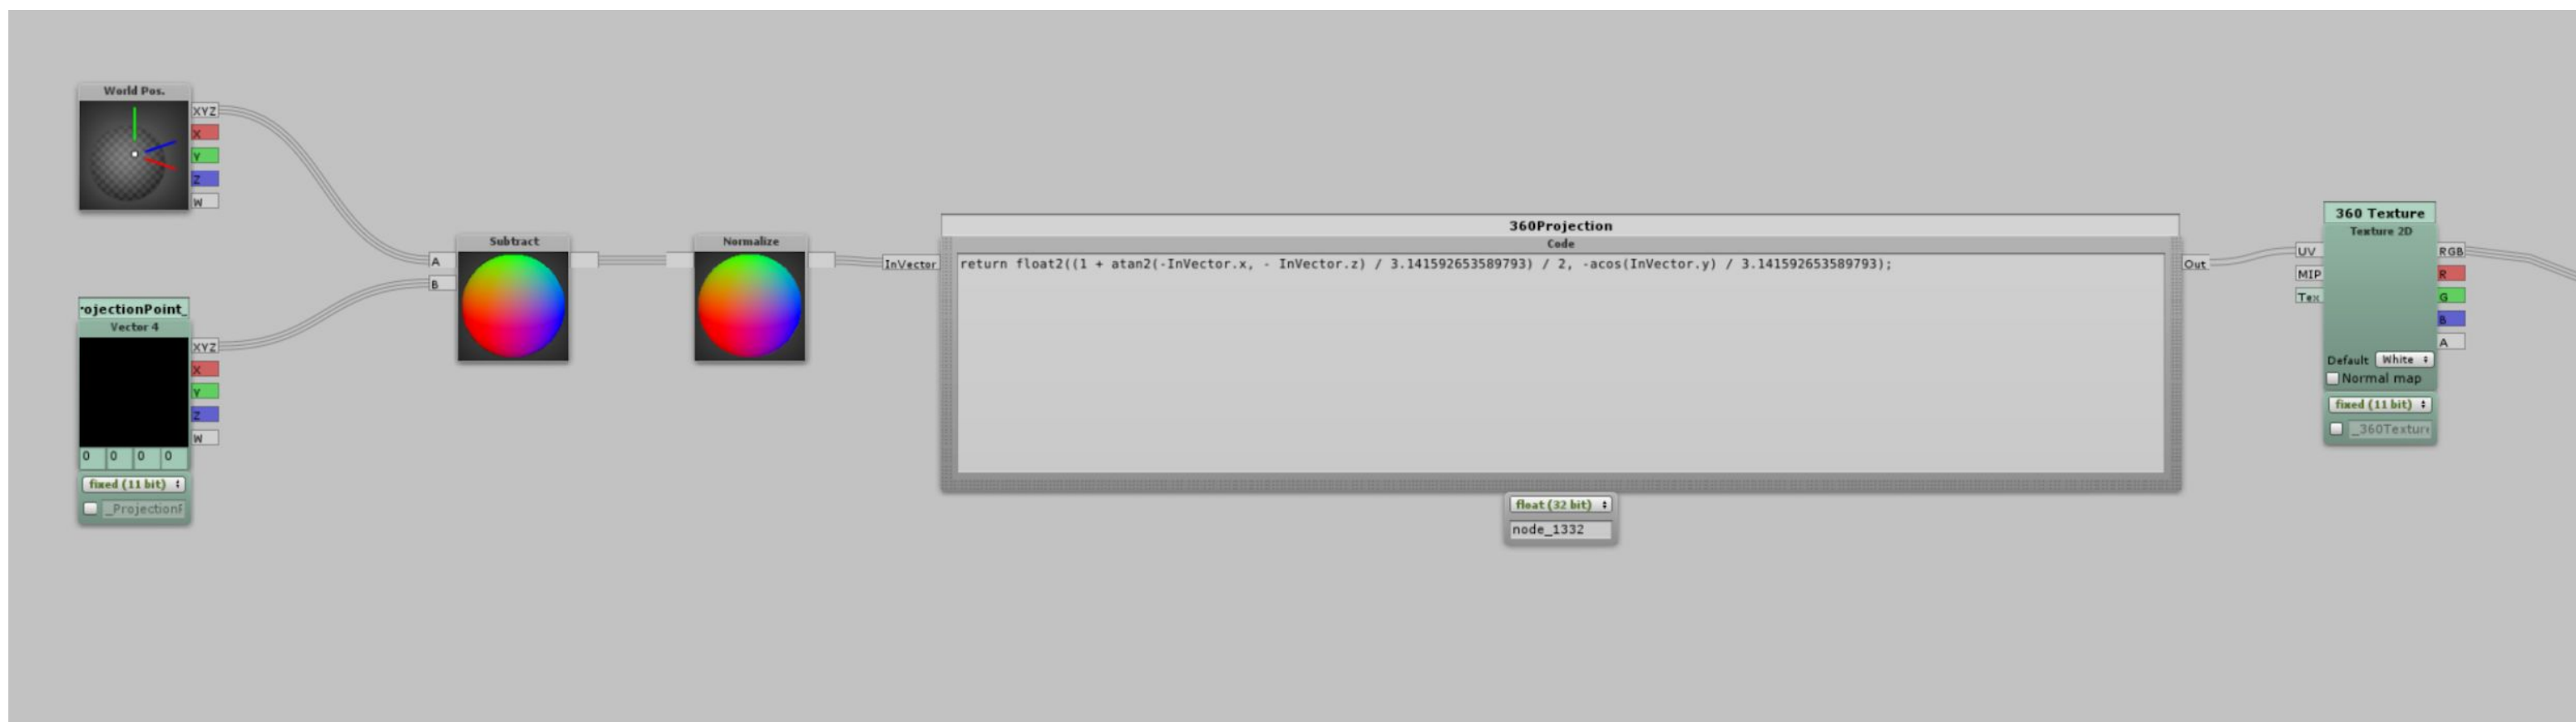 World Pos.
XYZ
X
Y
Z
W
ojectionPoint_
Vector 4
XYZ
X
Y
Z
W
0 0 0 0
fixed (11 bit)
_ProjectionP
Subtract
A
B
Normalize
360Projection
Code
InVector
return float2((1 + atan2(-InVector.x, - InVector.z) / 3.141592653589793) / 2, -acos(InVector.y) / 3.141592653589793);
Out
float (32 bit)
node_1332
360 Texture
Texture 2D
UV
MIP
Tex
RGB
R
G
B
A
Default White
Normal map
fixed (11 bit)
_360Texture